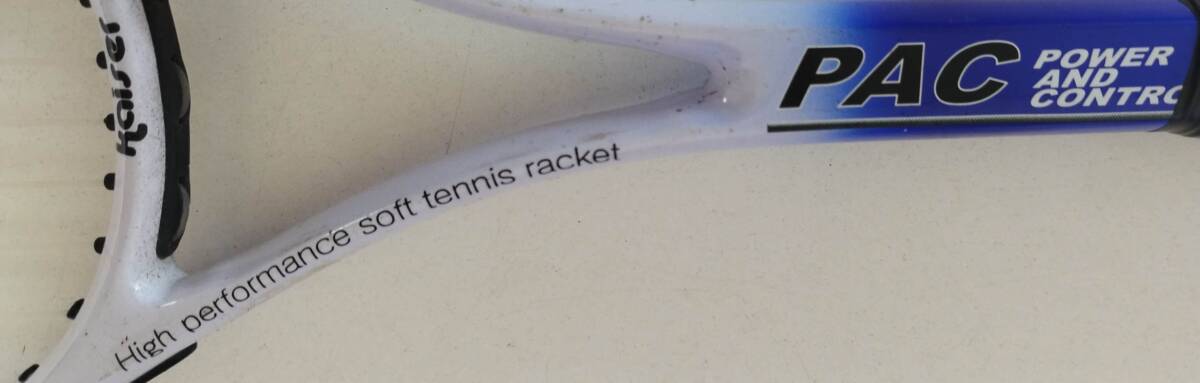 Kaiser
High performance soft tennis racket
PAC
POWER
AND
CONTRO